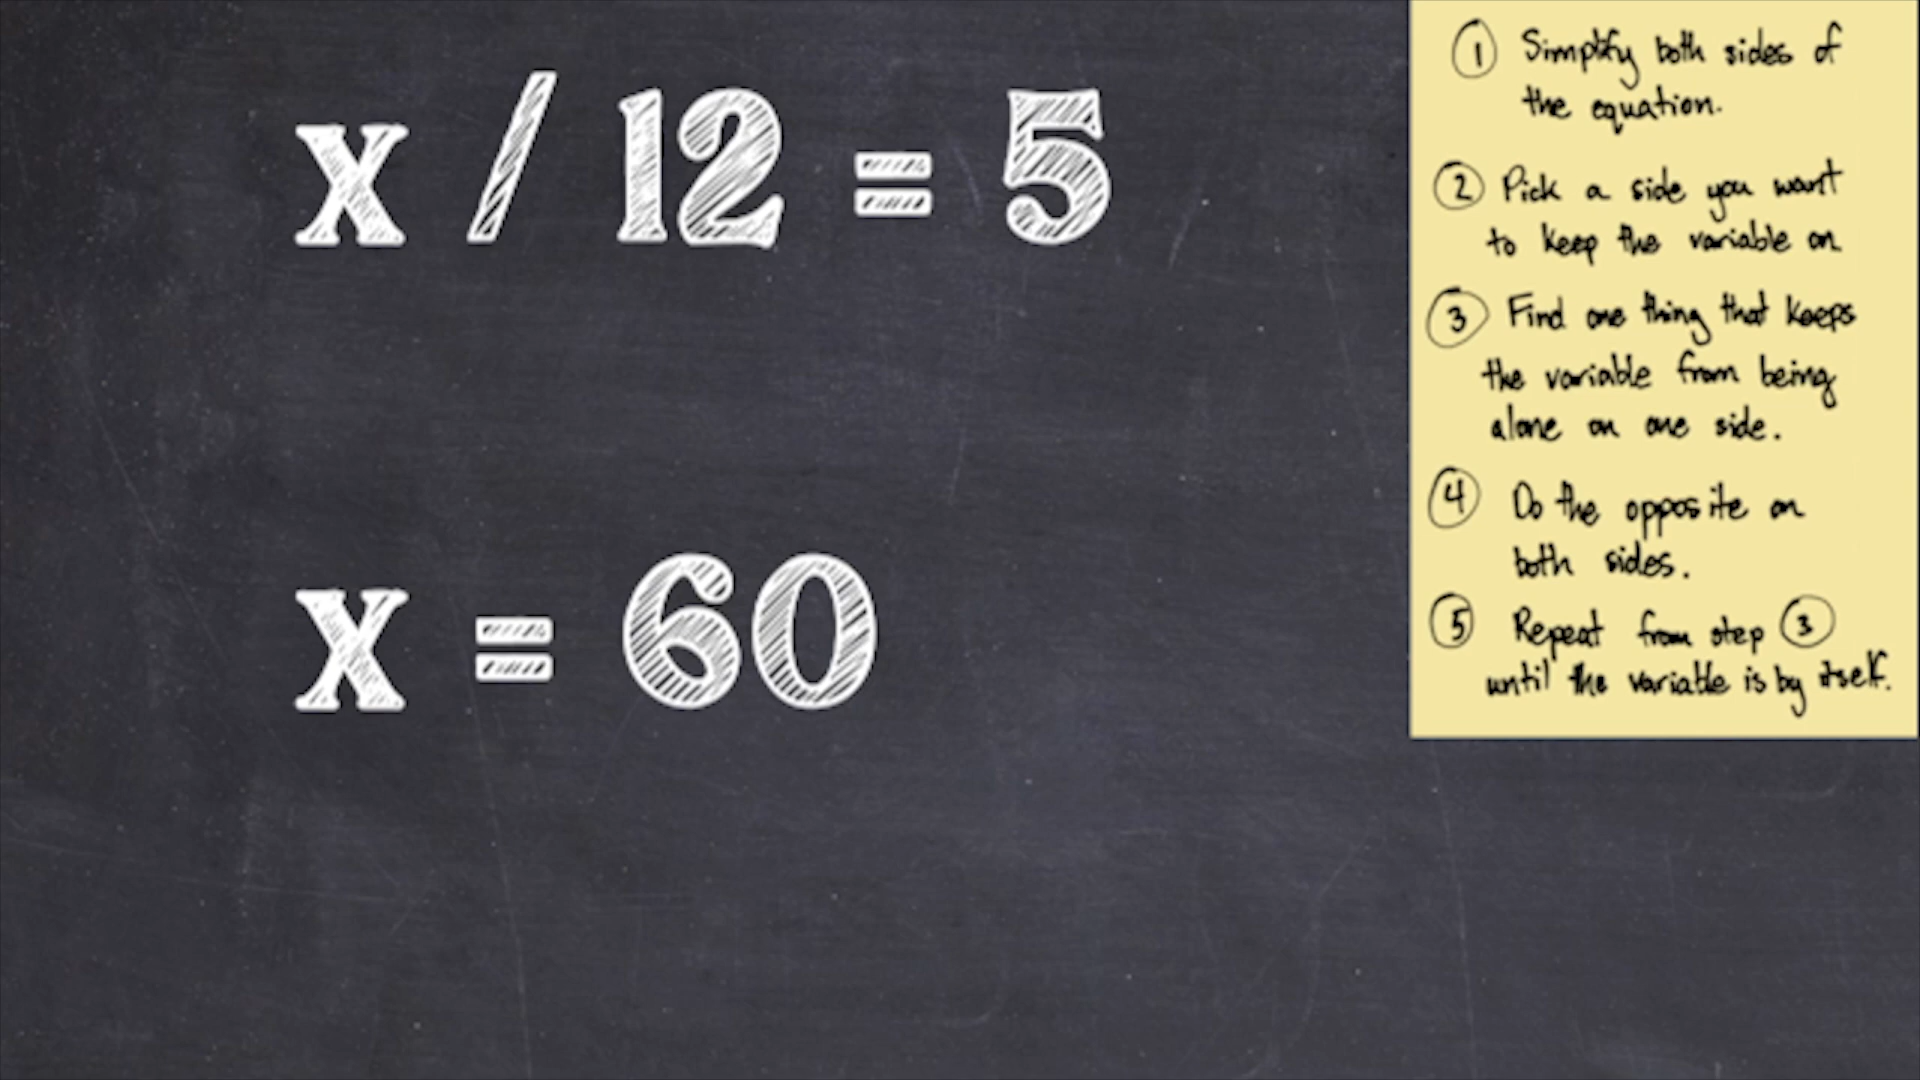 x / 12 = 5
x = 60
① Simplify both sides of
the equation.
② Pick a side you want
to keep the variable on
③ Find one thing that keeps
the variable from being
alone on one side.
④ Do the opposite on
both sides.
⑤ Repeat from step ③
until the variable is by itself.